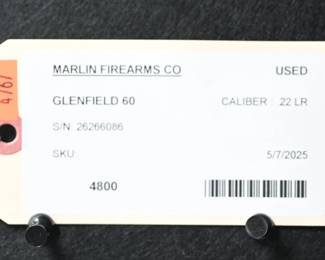 4767
MARLIN FIREARMS CO USED
GLENFIELD 60 CALIBER : 22 LR
S/N: 26266086
SKU: 5/7/2025
4800